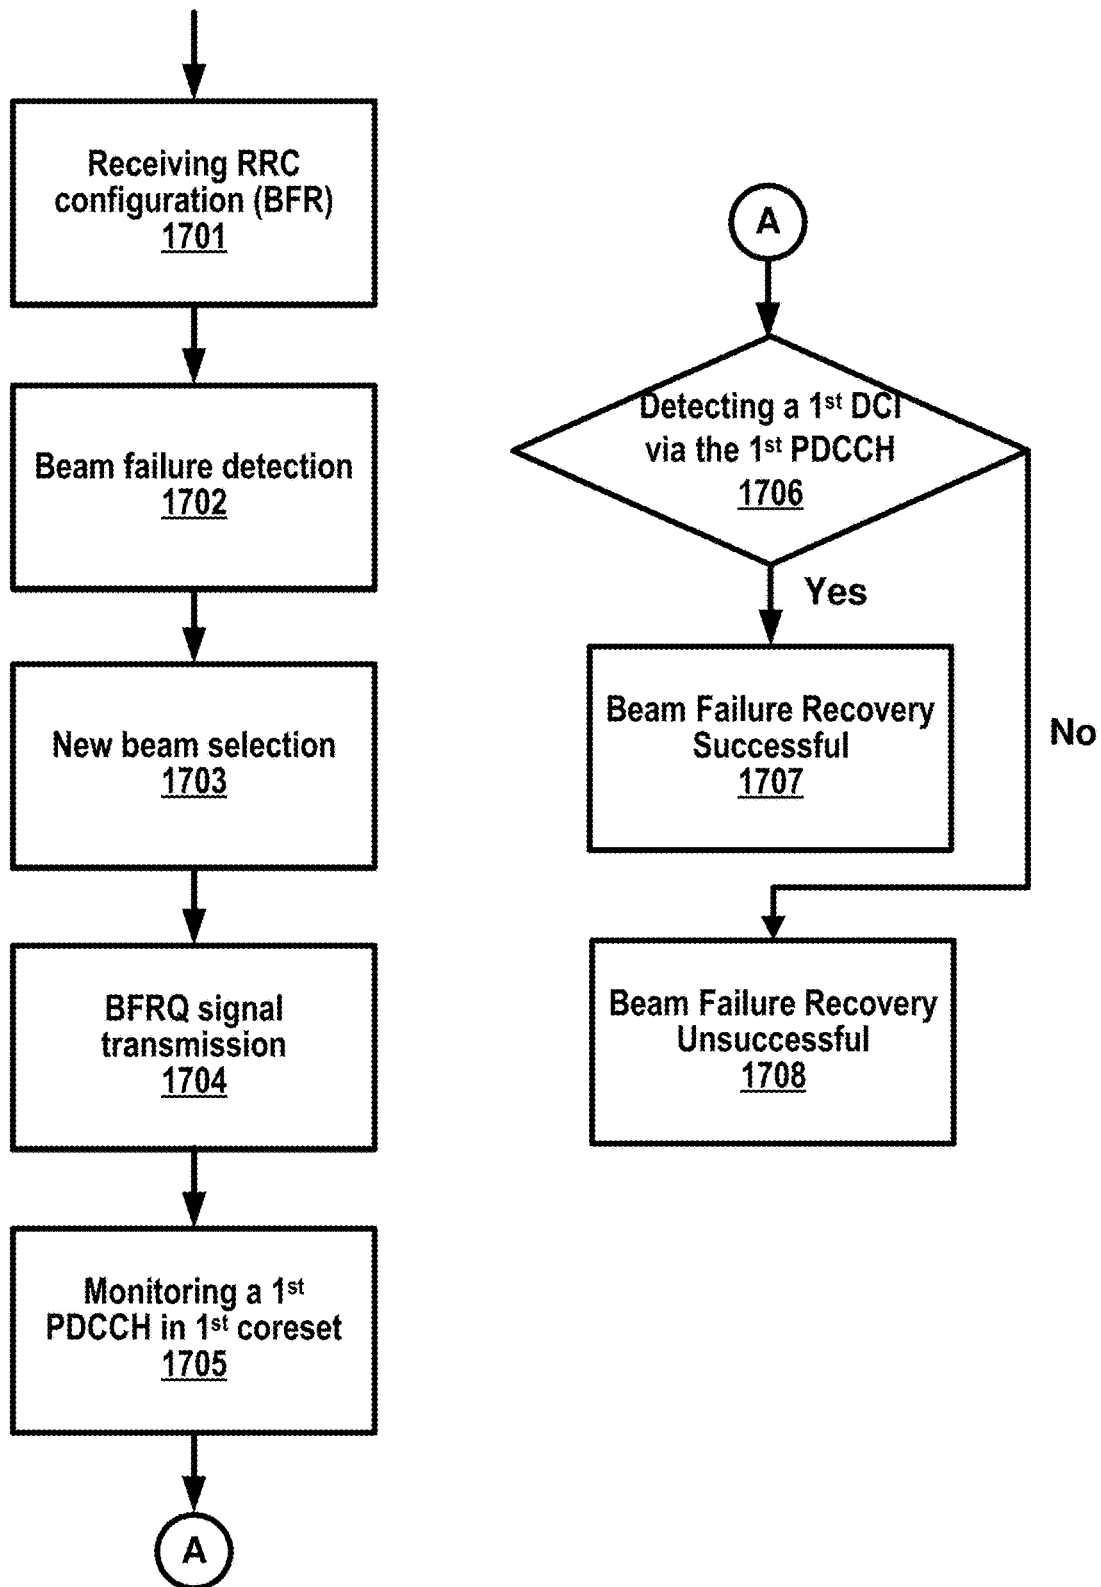 Receiving RRC
configuration (BFR)
1701
Beam failure detection
1702
New beam selection
1703
BFRQ signal
transmission
1704
Monitoring a 1st
PDCCH in 1st coreset
1705
A
A
Detecting a 1st DCI
via the 1st PDCCH
1706
Yes
Beam Failure Recovery
Successful
1707
No
Beam Failure Recovery
Unsuccessful
1708